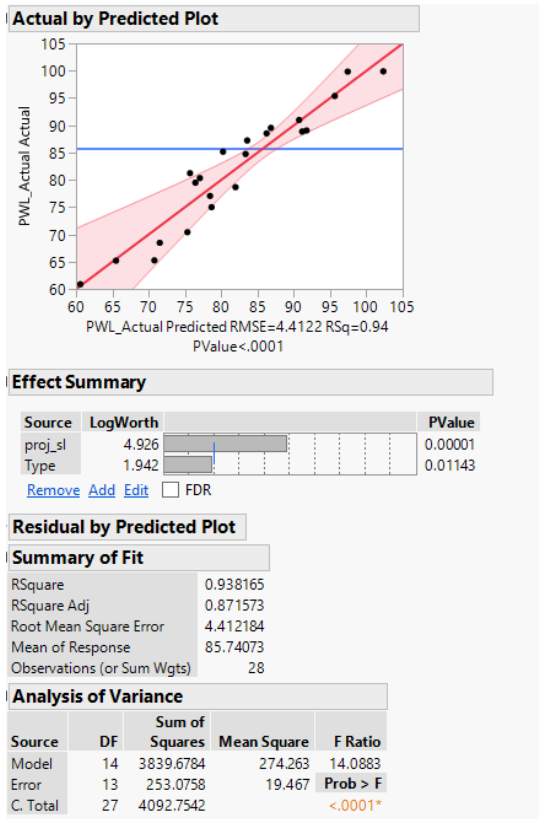 Actual by Predicted Plot
105
100
95
90
85
80
75
70
65
60
PWL_Actual Actual
60 65 70 75 80 85 90 95 100 105
PWL_Actual Predicted RMSE=4.4122 RSq=0.94
PValue<.0001
Effect Summary
Source LogWorth PValue
proj_sl 4.926 0.00001
Type 1.942 0.01143
Remove Add Edit FDR
Residual by Predicted Plot
Summary of Fit
RSquare 0.938165
RSquare Adj 0.871573
Root Mean Square Error 4.412184
Mean of Response 85.74073
Observations (or Sum Wgts) 28
Analysis of Variance
Sum of
Source DF Squares Mean Square F Ratio
Model 14 3839.6784 274.263 14.0883
Error 13 253.0758 19.467 Prob > F
C. Total 27 4092.7542 <.0001*